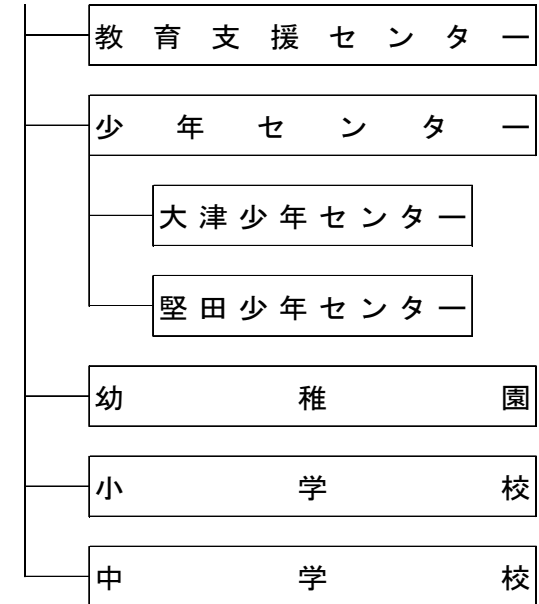 教育支援センター
少年センター
大津少年センター
堅田少年センター
幼稚園
小学校
中学校